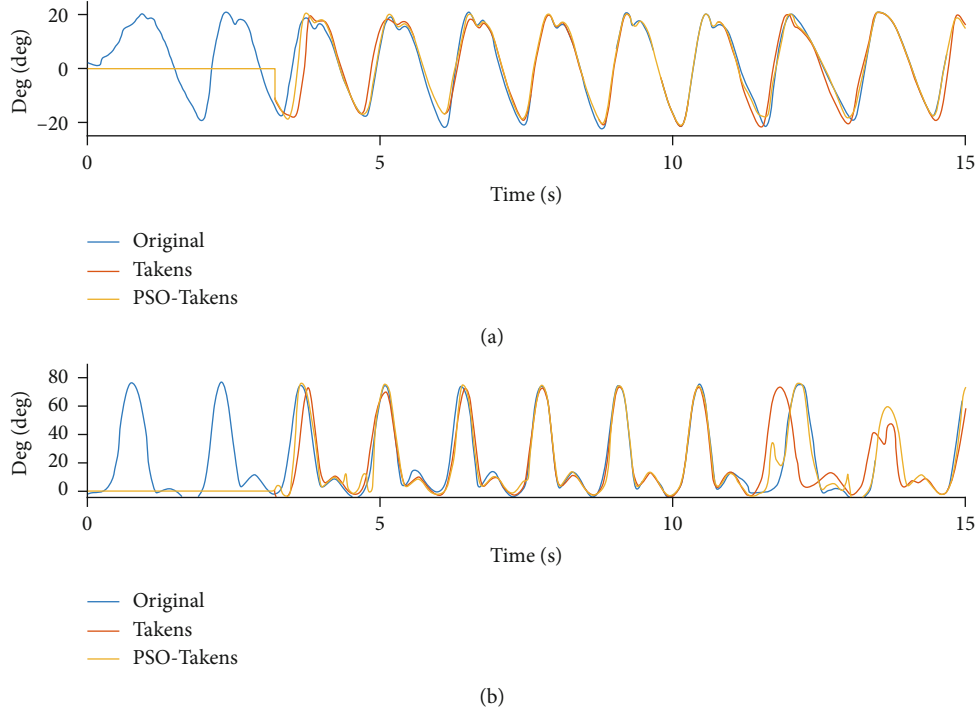 Deg (deg)
20
0
−20
0
5
10
15
Time (s)
Original
Takens
PSO-Takens
(a)
Deg (deg)
80
60
40
20
0
0
5
10
15
Time (s)
Original
Takens
PSO-Takens
(b)